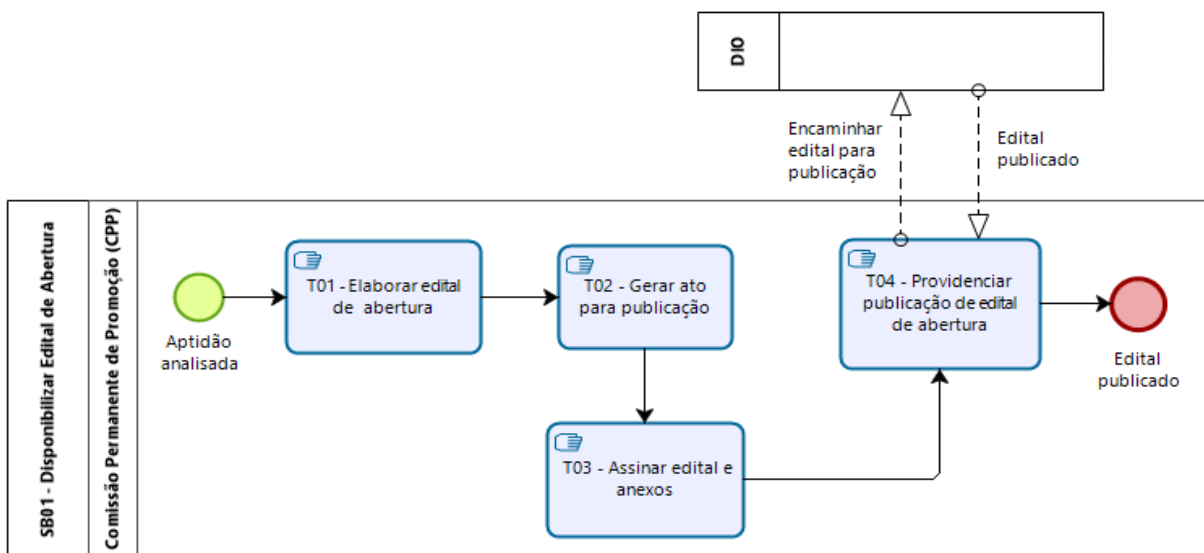 DIO
Encaminhar
edital para
publicação
Edital
publicado
SB01 - Disponibilizar Edital de Abertura
Comissão Permanente de Promoção (CPP)
Aptidão
analisada
T01 - Elaborar edital
de abertura
T02 - Gerar ato
para publicação
T03 - Assinar edital e
anexos
T04 - Providenciar
publicação de edital
de abertura
Edital
publicado